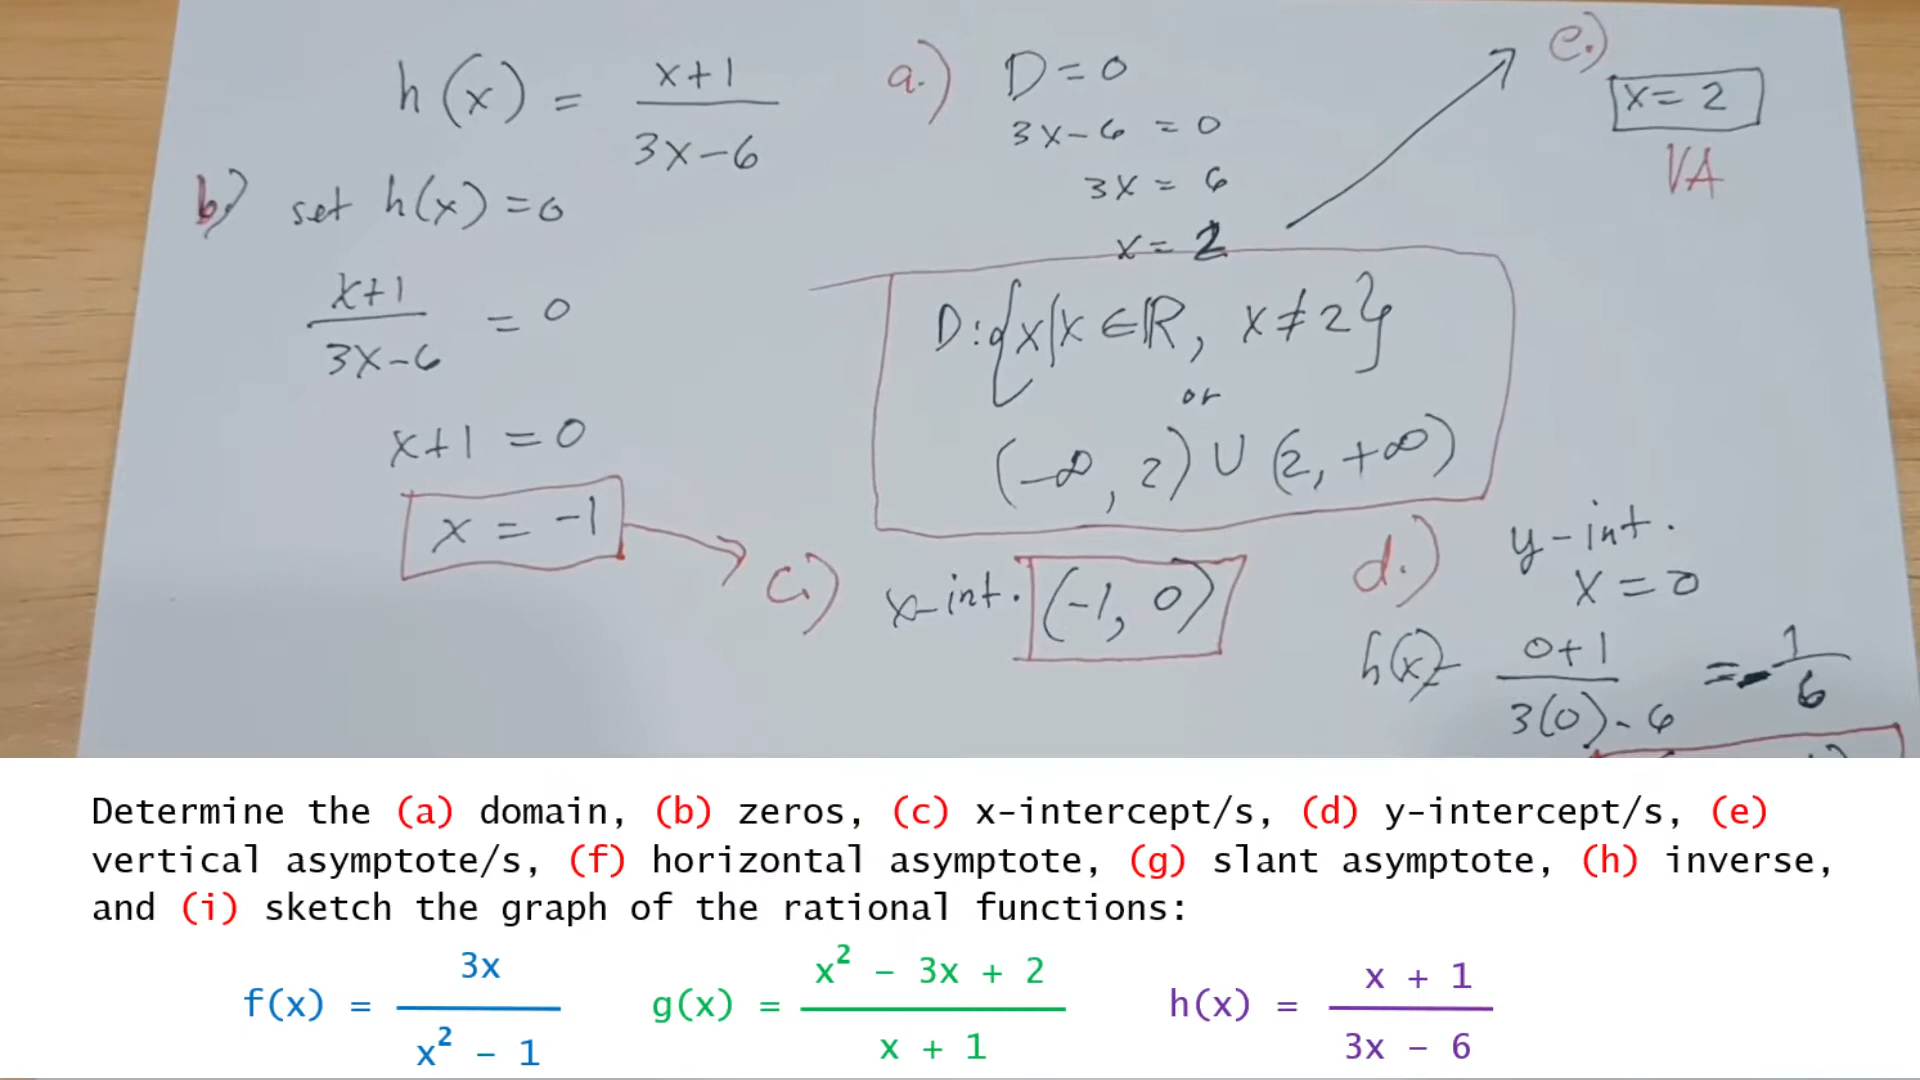 h(x) = x+1 / 3x-6
a.) D = 0
3x-6 = 0
3x = 6
x = 2
e.) x = 2
VA
b.) set h(x) = 0
x+1 / 3x-6 = 0
x+1 = 0
x = -1
D: {x|x ∈ ℝ, x ≠ 2}
or
(-∞, 2) ∪ (2, +∞)
c.) x-int. (-1, 0)
d.) y-int.
x = 0
h(x) = 0+1 / 3(0)-6 = -1/6
Determine the (a) domain, (b) zeros, (c) x-intercept/s, (d) y-intercept/s, (e)
vertical asymptote/s, (f) horizontal asymptote, (g) slant asymptote, (h) inverse,
and (i) sketch the graph of the rational functions:
f(x) = 3x / x² - 1
g(x) = x² - 3x + 2 / x + 1
h(x) = x + 1 / 3x - 6